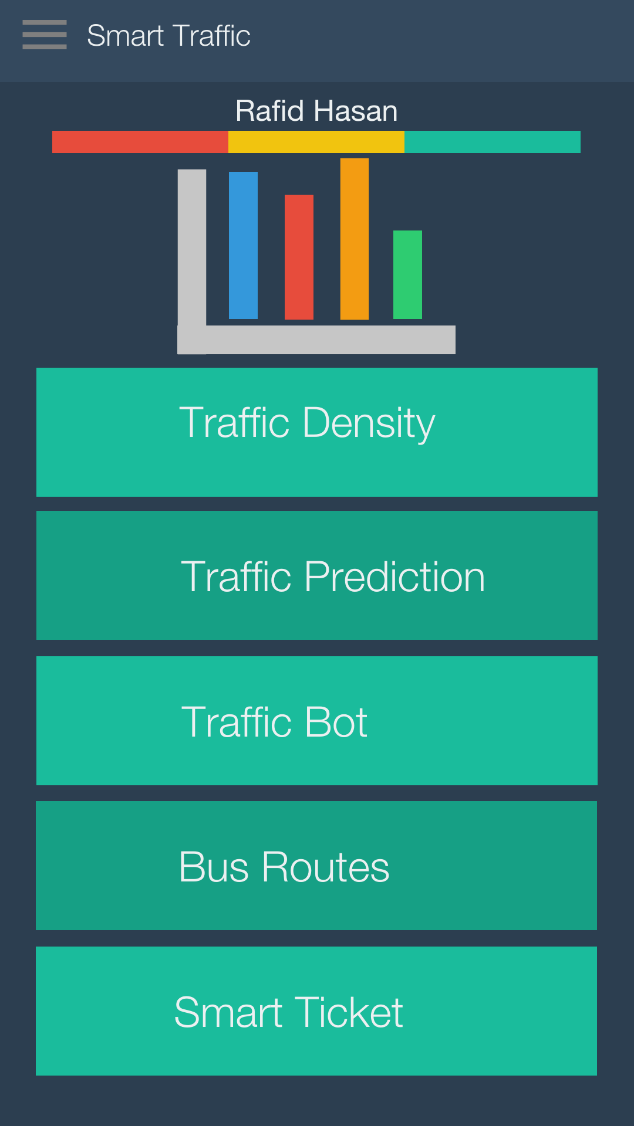 Smart Traffic
Rafid Hasan
Traffic Density
Traffic Prediction
Traffic Bot
Bus Routes
Smart Ticket